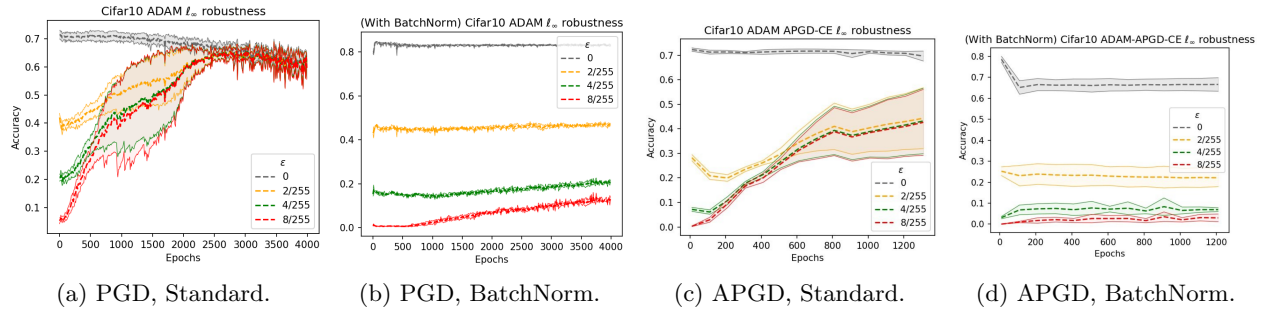 Cifar10 ADAM ℓ∞ robustness
Accuracy
0.7
0.6
0.5
0.4
0.3
0.2
0.1
ε
0
2/255
4/255
8/255
0 500 1000 1500 2000 2500 3000 3500 4000
Epochs
(a) PGD, Standard.
(With BatchNorm) Cifar10 ADAM ℓ∞ robustness
Accuracy
0.8
0.6
0.4
0.2
0.0
ε
0
2/255
4/255
8/255
0 500 1000 1500 2000 2500 3000 3500 4000
Epochs
(b) PGD, BatchNorm.
Cifar10 ADAM APGD-CE ℓ∞ robustness
Accuracy
0.7
0.6
0.5
0.4
0.3
0.2
0.1
0.0
ε
0
2/255
4/255
8/255
0 200 400 600 800 1000 1200
Epochs
(c) APGD, Standard.
(With BatchNorm) Cifar10 ADAM-APGD-CE ℓ∞ robustness
Accuracy
0.8
0.7
0.6
0.5
0.4
0.3
0.2
0.1
0.0
ε
0
2/255
4/255
8/255
0 200 400 600 800 1000 1200
Epochs
(d) APGD, BatchNorm.